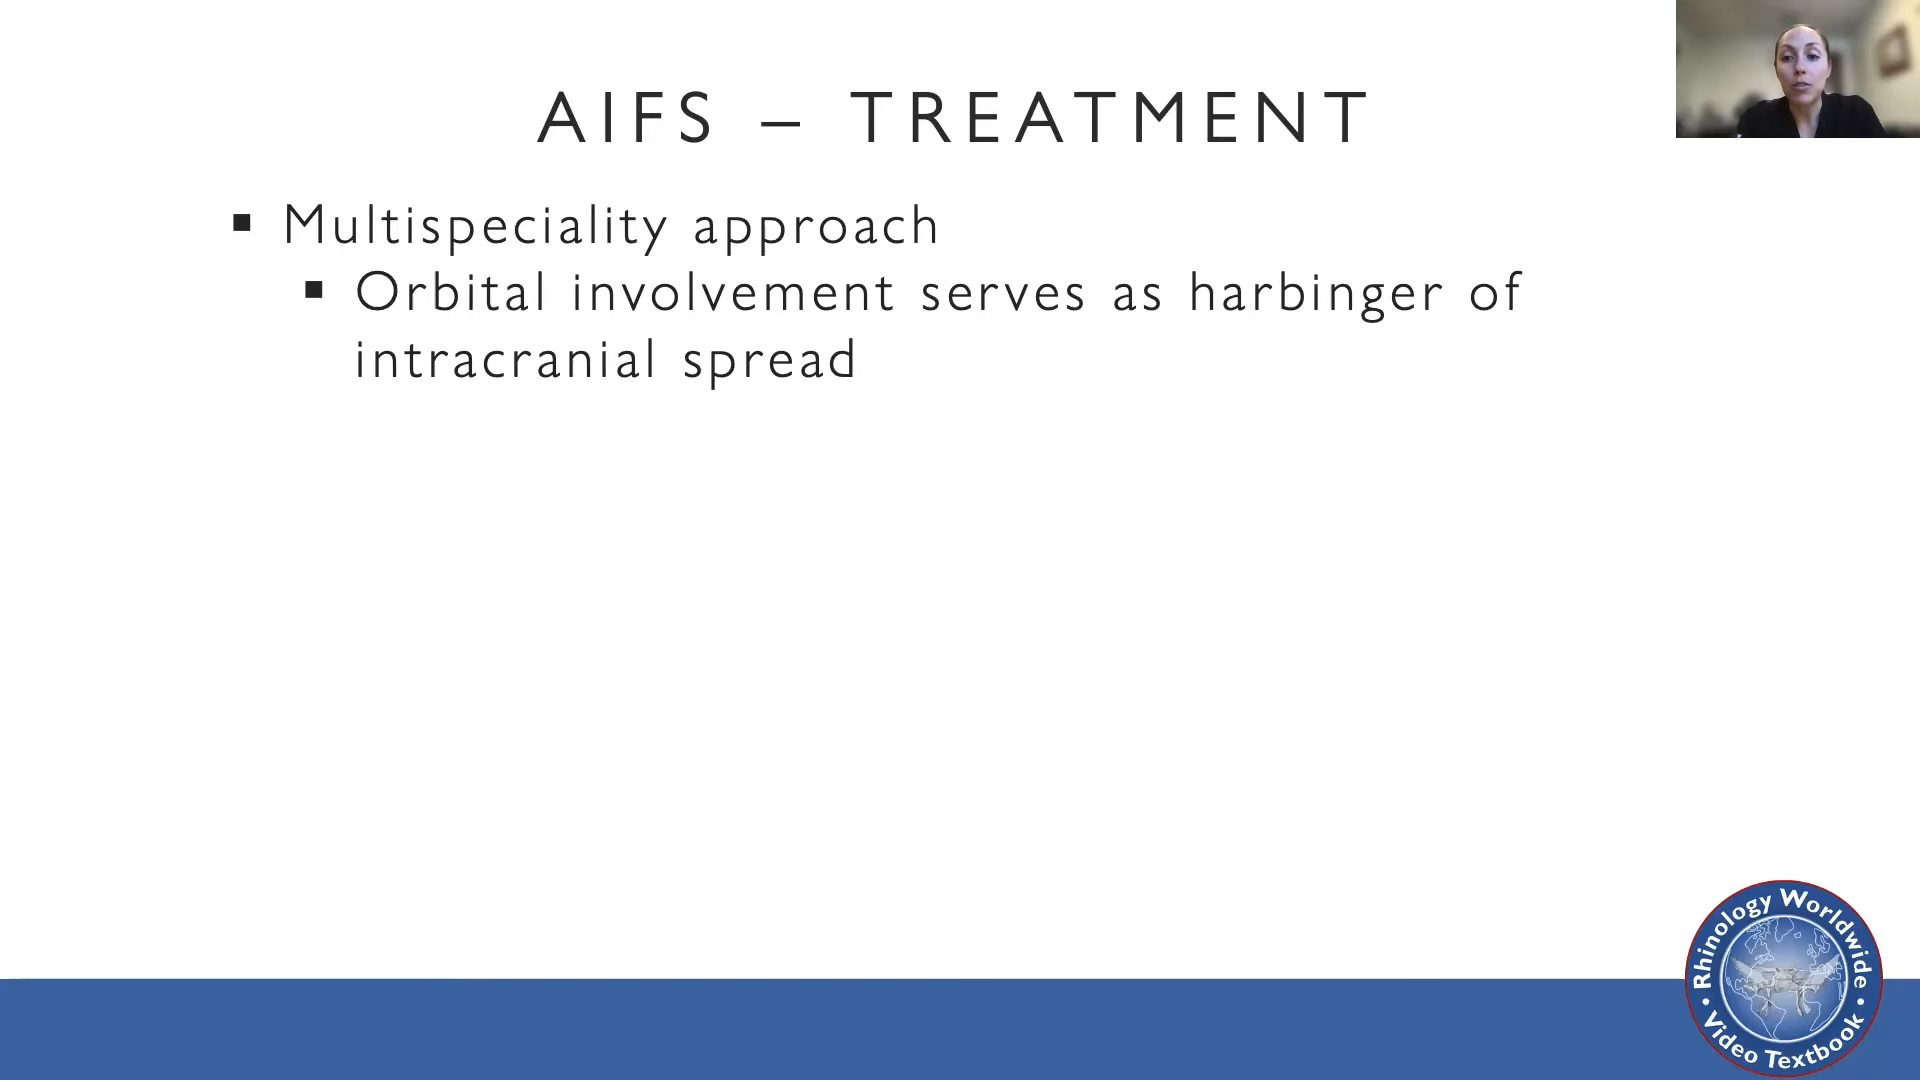 AIFS – TREATMENT
▪ Multispeciality approach
▪ Orbital involvement serves as harbinger of
intracranial spread
Rhinology Worldwide
• Video Textbook •